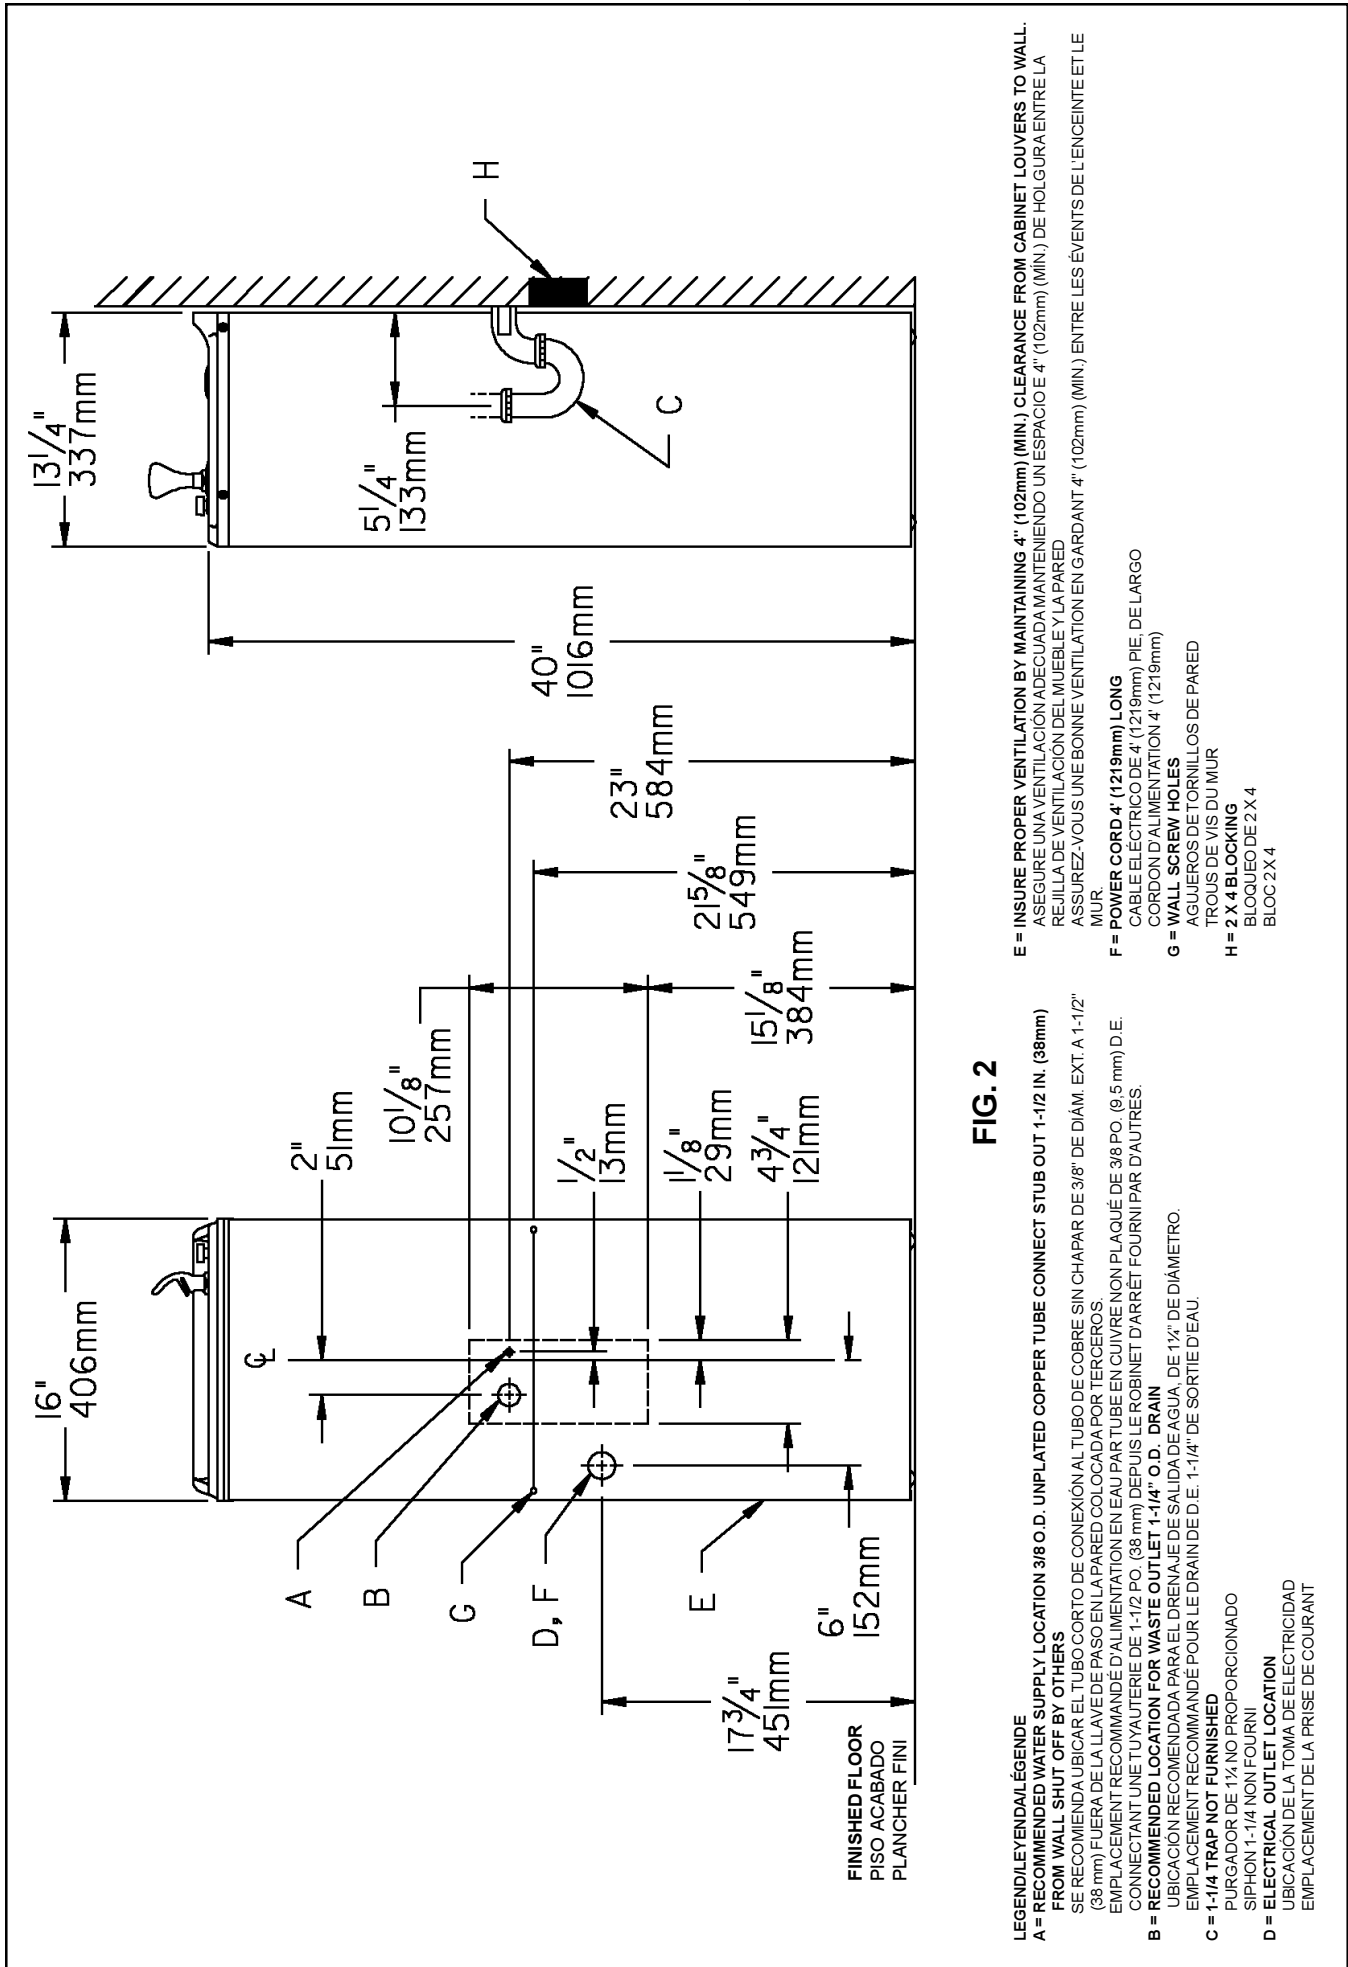 16"
406mm
2"
51mm
10 1/8"
257mm
℄
A
B
G
D, F
E
1/2"
13mm
1 1/8"
29mm
4 3/4"
121mm
6"
152mm
17 3/4"
451mm
15 1/8"
384mm
21 5/8"
549mm
23"
584mm
40"
1016mm
13 1/4"
337mm
5 1/4"
133mm
H
C
FINISHED FLOOR
PISO ACABADO
PLANCHER FINI
FIG. 2
LEGEND/LEYENDA/LÉGENDE
A = RECOMMENDED WATER SUPPLY LOCATION 3/8 O.D. UNPLATED COPPER TUBE CONNECT STUB OUT 1-1/2 IN. (38mm)
FROM WALL SHUT OFF BY OTHERS
SE RECOMIENDA UBICAR EL TUBO CORTO DE CONEXIÓN AL TUBO DE COBRE SIN CHAPAR DE 3/8" DE DIÁM. EXT. A 1-1/2"
(38 mm) FUERA DE LA LLAVE DE PASO EN LA PARED COLOCADA POR TERCEROS.
EMPLACEMENT RECOMMANDÉ D'ALIMENTATION EN EAU PAR TUBE EN CUIVRE NON PLAQUÉ DE 3/8 PO. (9,5 mm) D.E.
CONNECTANT UNE TUYAUTERIE DE 1-1/2 PO. (38 mm) DEPUIS LE ROBINET D'ARRÊT FOURNI PAR D'AUTRES.
B = RECOMMENDED LOCATION FOR WASTE OUTLET 1-1/4" O.D. DRAIN
UBICACIÓN RECOMENDADA PARA EL DRENAJE DE SALIDA DE AGUA, DE 1¼" DE DIÁMETRO.
EMPLACEMENT RECOMMANDÉ POUR LE DRAIN DE D.E. 1-1/4" DE SORTIE D'EAU.
C = 1-1/4 TRAP NOT FURNISHED
PURGADOR DE 1¼ NO PROPORCIONADO
SIPHON 1-1/4 NON FOURNI
D = ELECTRICAL OUTLET LOCATION
UBICACIÓN DE LA TOMA DE ELECTRICIDAD
EMPLACEMENT DE LA PRISE DE COURANT
E = INSURE PROPER VENTILATION BY MAINTAINING 4" (102mm) (MIN.) CLEARANCE FROM CABINET LOUVERS TO WALL.
ASEGURE UNA VENTILACIÓN ADECUADA MANTENIENDO UN ESPACIO E 4" (102mm) (MÍN.) DE HOLGURA ENTRE LA
REJILLA DE VENTILACIÓN DEL MUEBLE Y LA PARED
ASSUREZ-VOUS UNE BONNE VENTILATION EN GARDANT 4" (102mm) (MIN.) ENTRE LES ÉVENTS DE L'ENCEINTE ET LE
MUR.
F = POWER CORD 4' (1219mm) LONG
CABLE ELÉCTRICO DE 4' (1219mm) PIE, DE LARGO
CORDON D'ALIMENTATION 4' (1219mm)
G = WALL SCREW HOLES
AGUJEROS DE TORNILLOS DE PARED
TROUS DE VIS DU MUR
H = 2 X 4 BLOCKING
BLOQUEO DE 2 X 4
BLOC 2 X 4